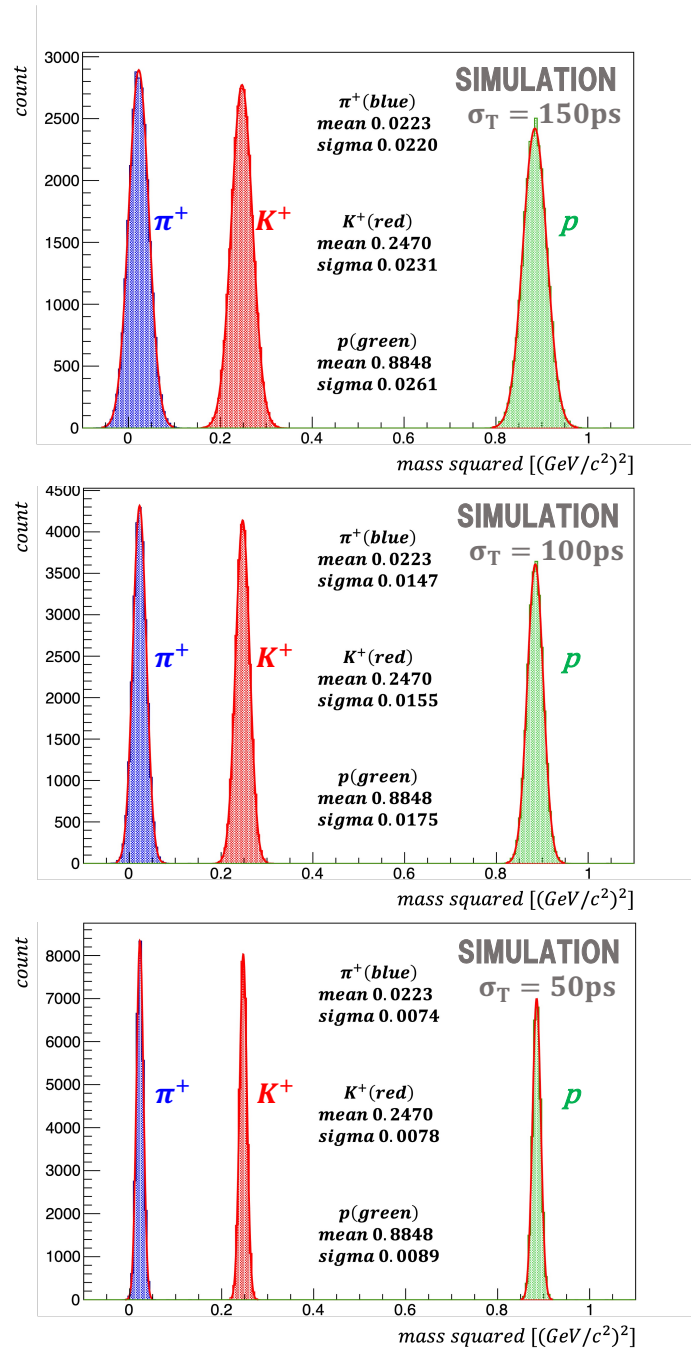 count
3000
2500
2000
1500
1000
500
0
SIMULATION
σ_T = 150ps
π⁺(blue)
mean 0.0223
sigma 0.0220
K⁺(red)
mean 0.2470
sigma 0.0231
p(green)
mean 0.8848
sigma 0.0261
π⁺
K⁺
p
0 0.2 0.4 0.6 0.8 1
mass squared [(GeV/c²)²]
count
4500
4000
3500
3000
2500
2000
1500
1000
500
0
SIMULATION
σ_T = 100ps
π⁺(blue)
mean 0.0223
sigma 0.0147
K⁺(red)
mean 0.2470
sigma 0.0155
p(green)
mean 0.8848
sigma 0.0175
π⁺
K⁺
p
0 0.2 0.4 0.6 0.8 1
mass squared [(GeV/c²)²]
count
8000
7000
6000
5000
4000
3000
2000
1000
0
SIMULATION
σ_T = 50ps
π⁺(blue)
mean 0.0223
sigma 0.0074
K⁺(red)
mean 0.2470
sigma 0.0078
p(green)
mean 0.8848
sigma 0.0089
π⁺
K⁺
p
0 0.2 0.4 0.6 0.8 1
mass squared [(GeV/c²)²]